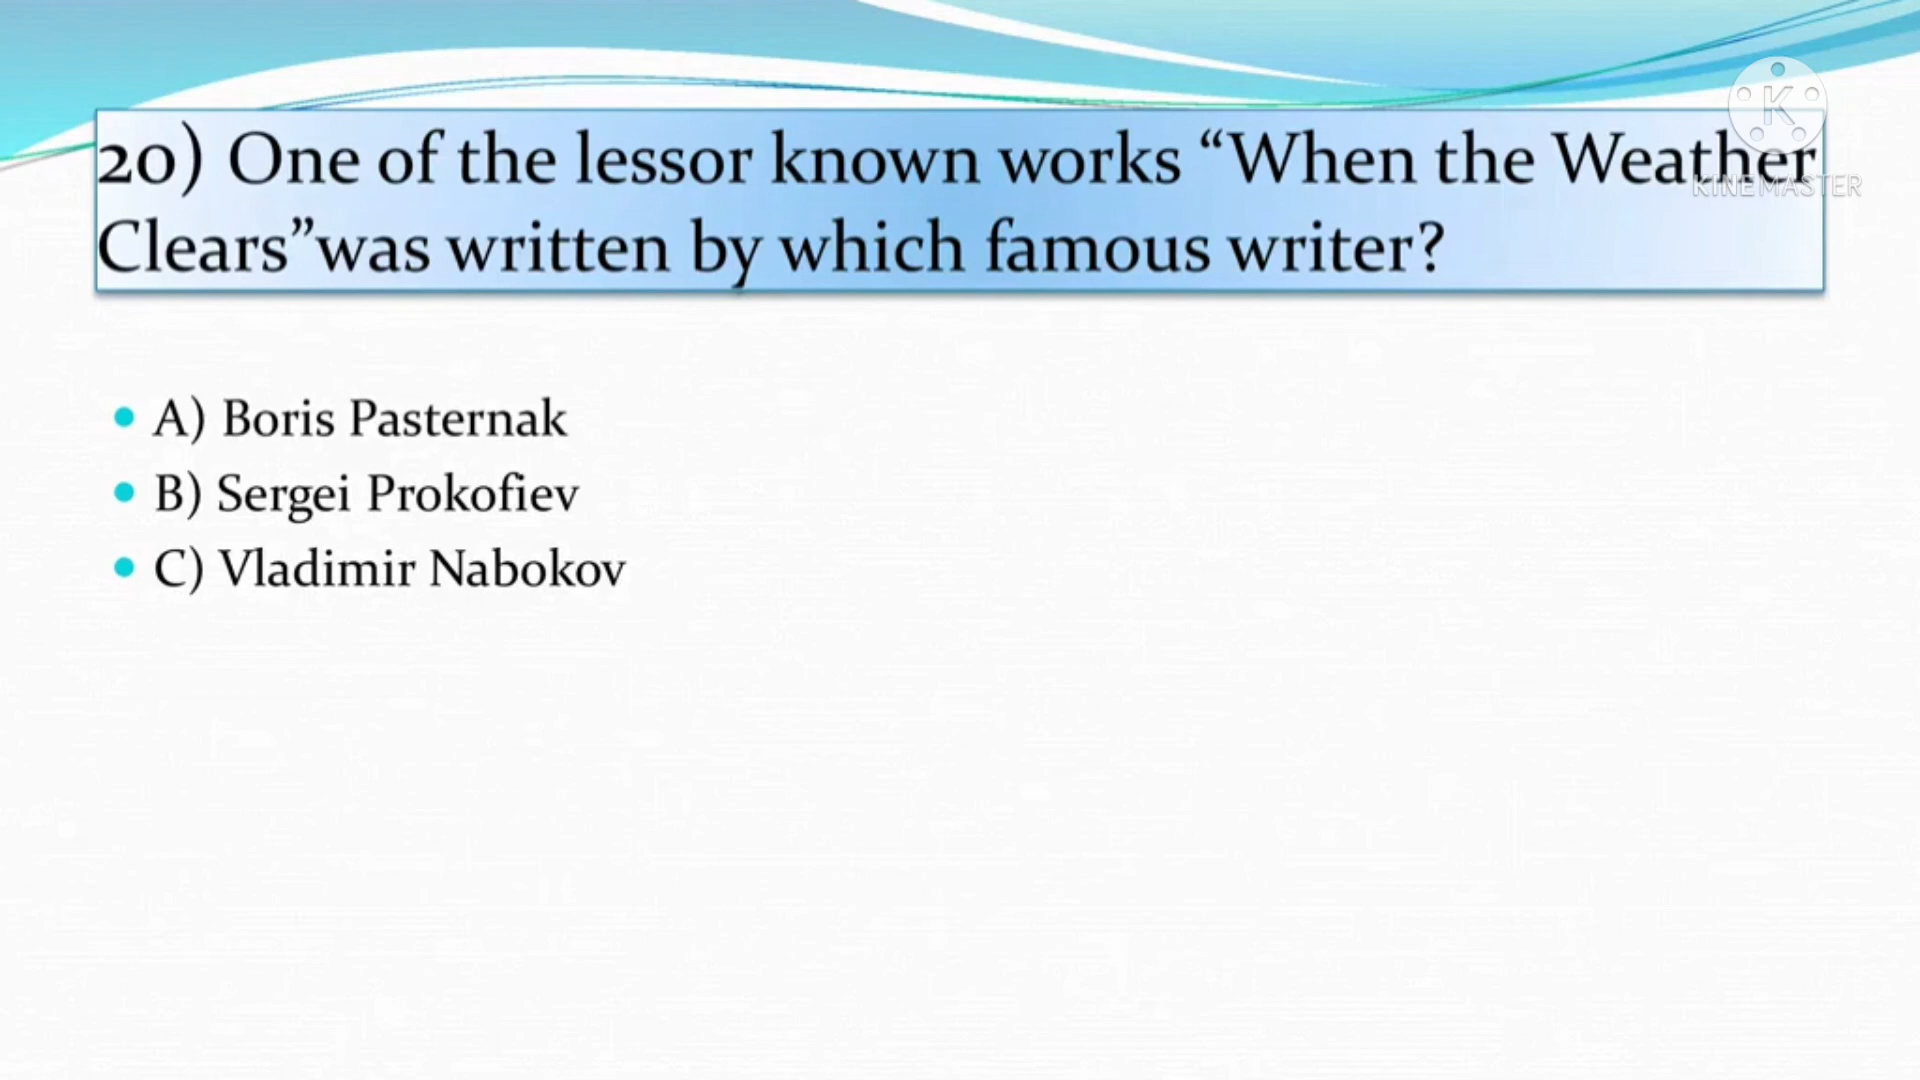 20) One of the lessor known works “When the Weather
Clears”was written by which famous writer?
KINEMASTER
A) Boris Pasternak
B) Sergei Prokofiev
C) Vladimir Nabokov